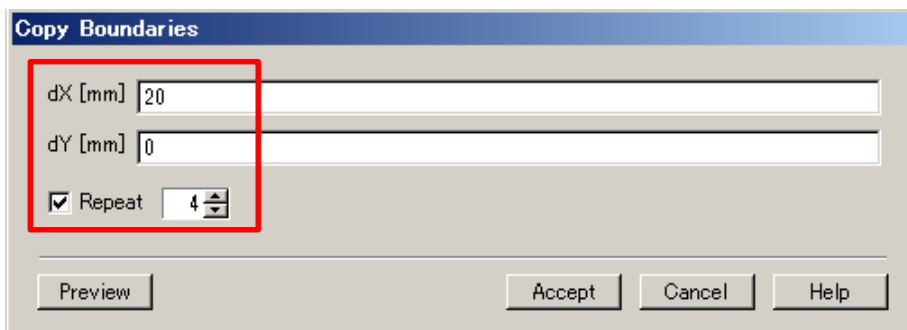 Copy Boundaries
dX [mm] 20
dY [mm] 0
Repeat 4
Preview Accept Cancel Help